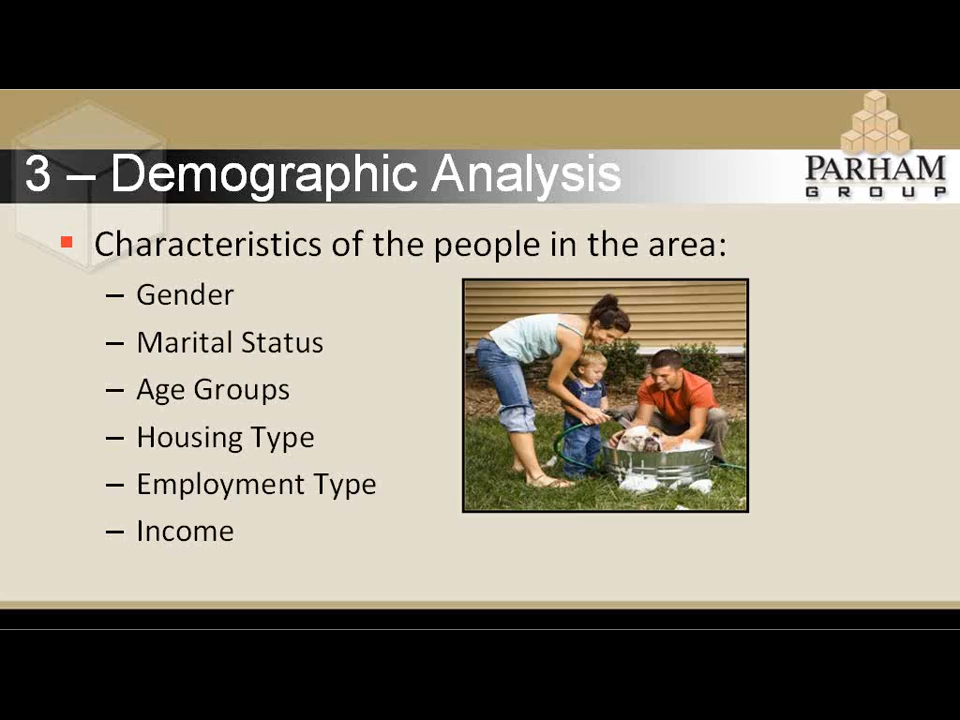 3 – Demographic Analysis
PARHAM
GROUP
▪ Characteristics of the people in the area:
– Gender
– Marital Status
– Age Groups
– Housing Type
– Employment Type
– Income